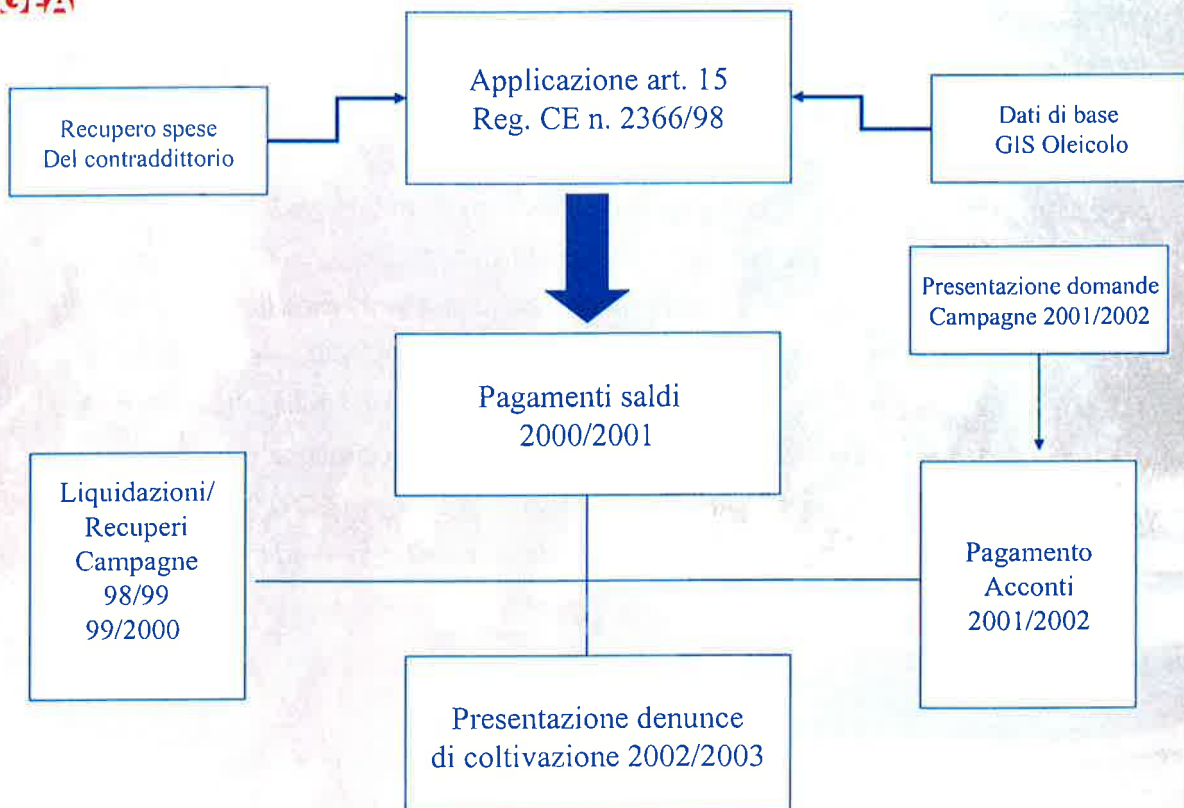 Applicazione art. 15
Reg. CE n. 2366/98
Recupero spese
Del contraddittorio
Dati di base
GIS Oleicolo
Presentazione domande
Campagne 2001/2002
Pagamenti saldi
2000/2001
Liquidazioni/
Recuperi
Campagne
98/99
99/2000
Pagamento
Acconti
2001/2002
Presentazione denunce
di coltivazione 2002/2003